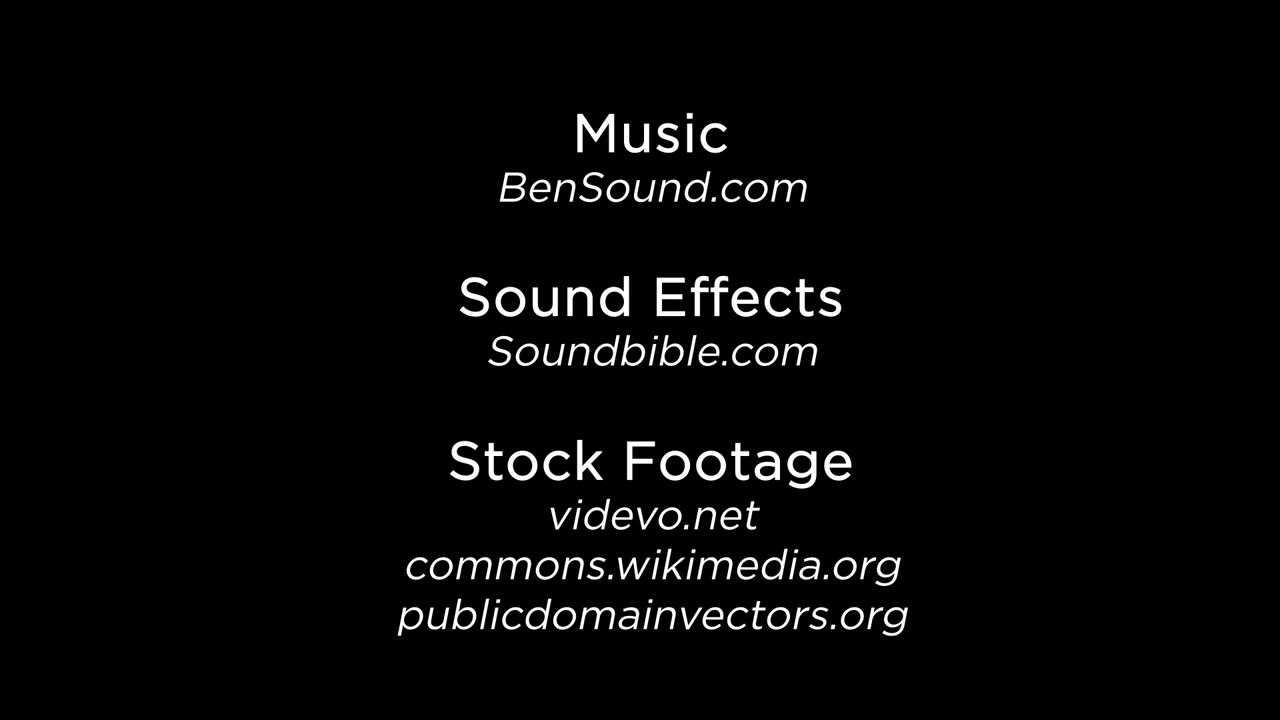 Music
BenSound.com
Sound Effects
Soundbible.com
Stock Footage
videvo.net
commons.wikimedia.org
publicdomainvectors.org